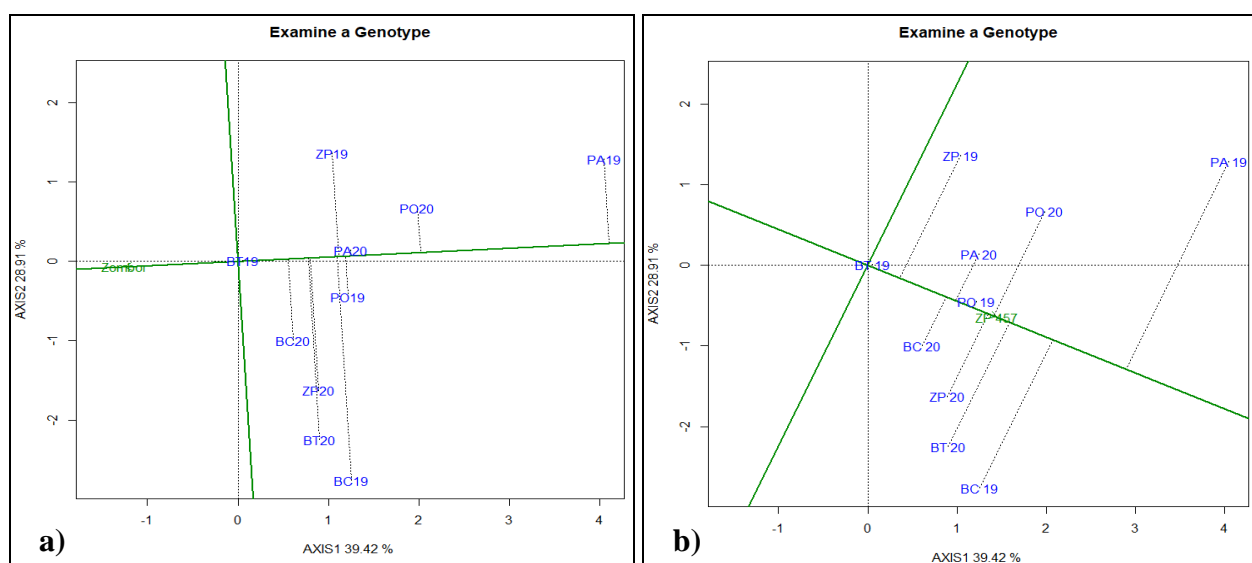 Examine a Genotype
AXIS2 28.91 %
2
1
0
-1
-2
ZP19
PA19
PO20
PA20
BT19
Zombor
PO19
BC20
ZP20
BT20
BC19
-1
0
1
2
3
4
AXIS1 39.42 %
a)
Examine a Genotype
AXIS2 28.91 %
2
1
0
-1
-2
ZP 19
PA 19
PO 20
PA 20
BT 19
PO 19
ZP 457
BC 20
ZP 20
BT 20
BC 19
-1
0
1
2
3
4
AXIS1 39.42 %
b)